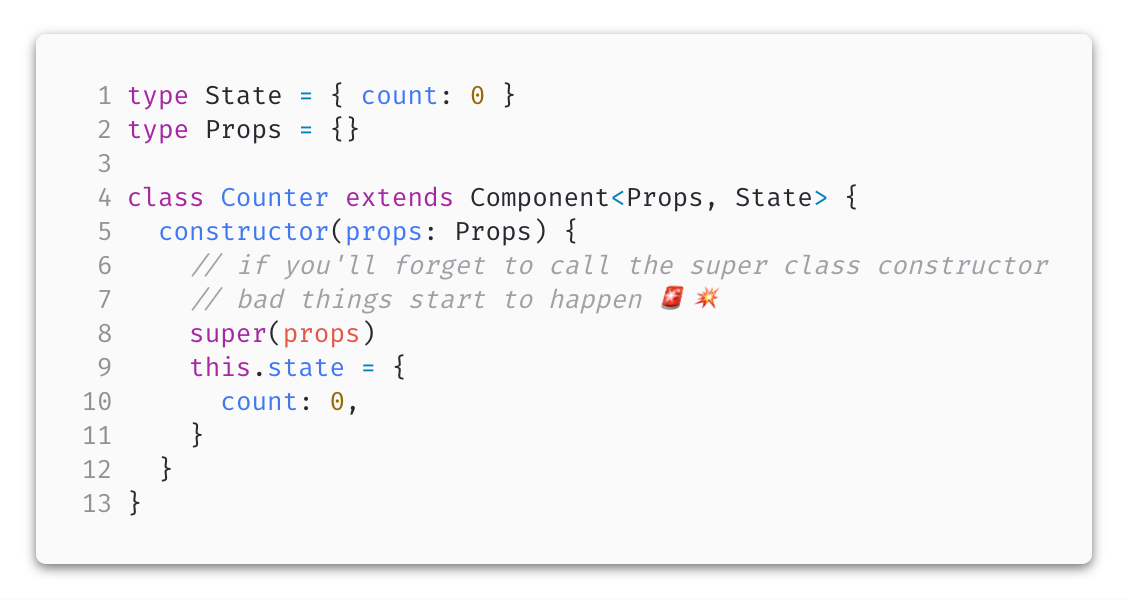 1 type State = { count: 0 }
2 type Props = {}
3
4 class Counter extends Component<Props, State> {
5   constructor(props: Props) {
6     // if you'll forget to call the super class constructor
7     // bad things start to happen 🚨 💥
8     super(props)
9     this.state = {
10       count: 0,
11     }
12   }
13 }